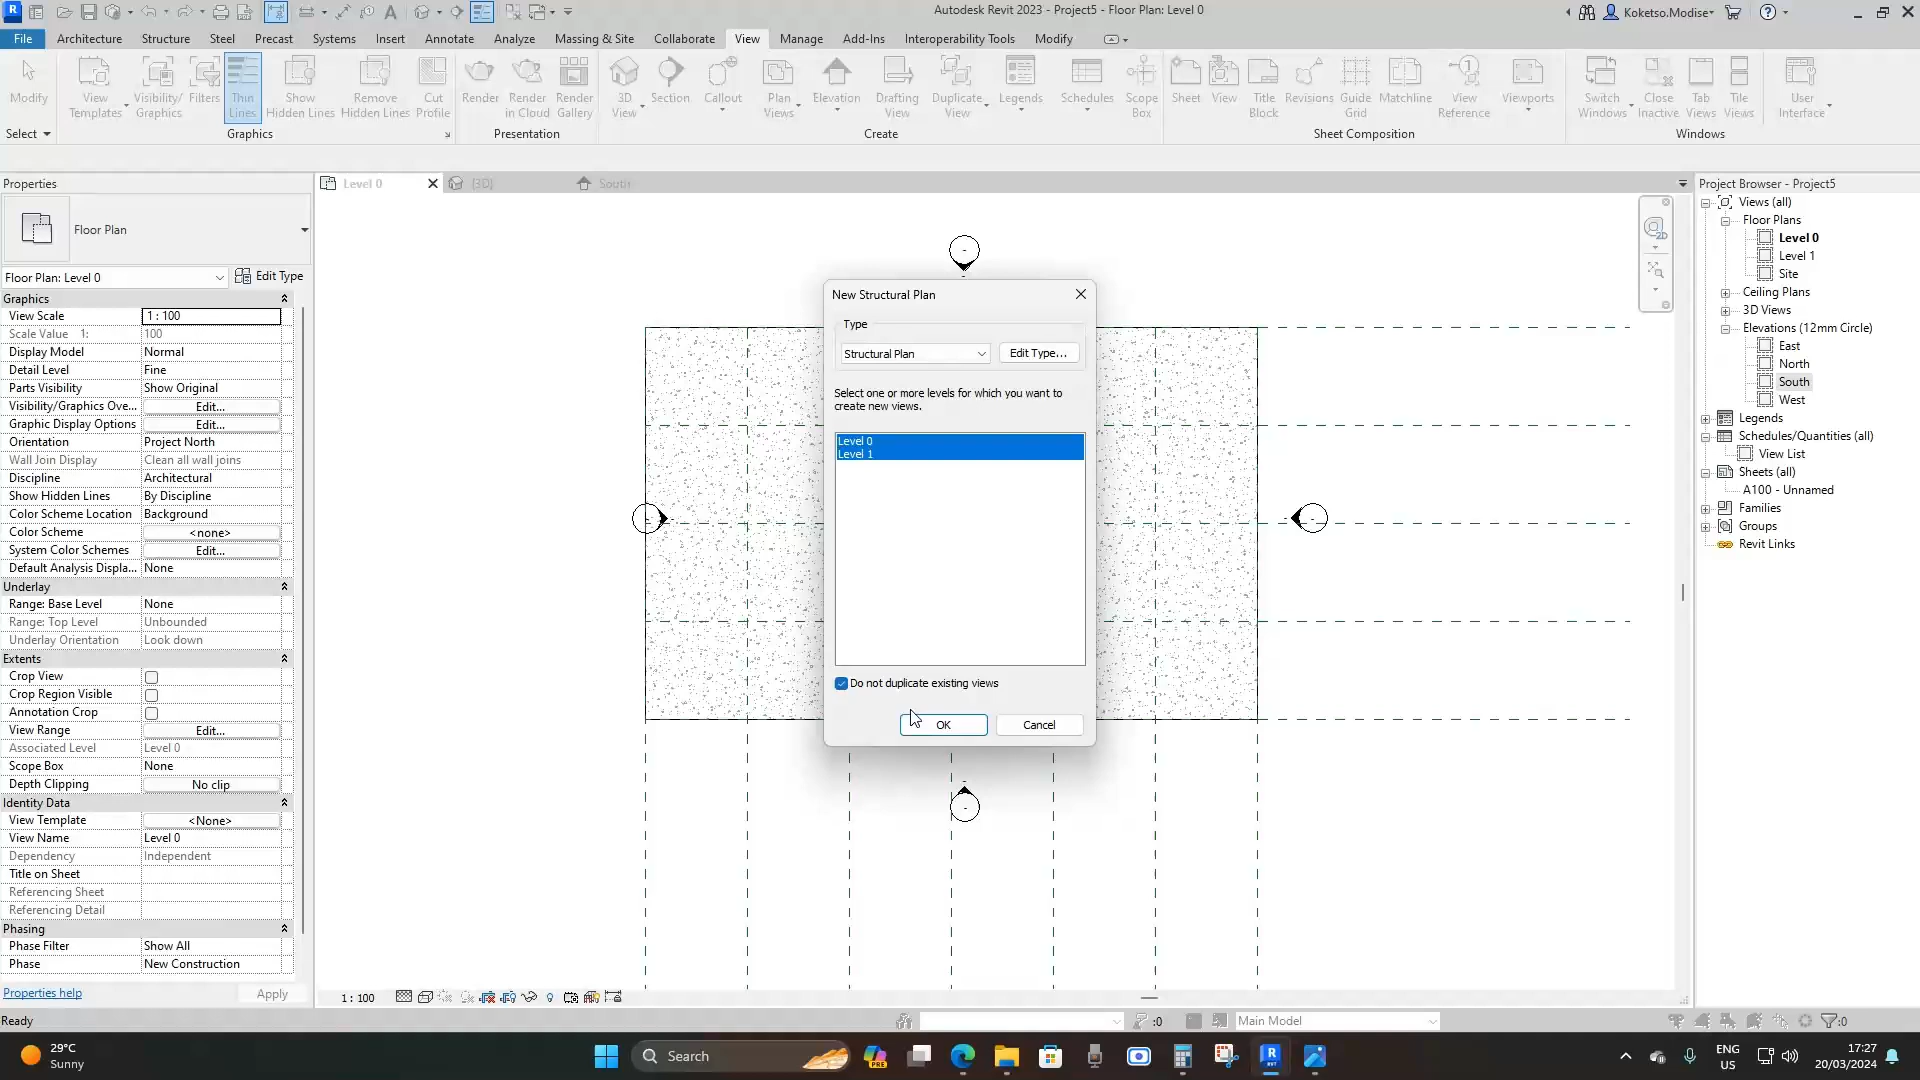 Autodesk Revit 2023 - Project5 - Floor Plan: Level 0
Koketso.Modise
File Architecture Structure Steel Precast Systems Insert Annotate Analyze Massing & Site Collaborate View Manage Add-Ins Interoperability Tools Modify
Modify View Templates Visibility/ Graphics Filters Thin Lines Show Hidden Lines Remove Hidden Lines Cut Profile Render Render in Cloud Render Gallery 3D View Section Callout Plan Views Elevation Drafting View Duplicate View Legends Schedules Scope Box Sheet View Title Block Revisions Guide Grid Matchline View Reference Viewports Switch Windows Close Inactive Tab Views Tile Views User Interface
Select Graphics Presentation Create Sheet Composition Windows
Properties
Floor Plan
Floor Plan: Level 0 Edit Type
Graphics
View Scale 1 : 100
Scale Value 1: 100
Display Model Normal
Detail Level Fine
Parts Visibility Show Original
Visibility/Graphics Ove... Edit...
Graphic Display Options Edit...
Orientation Project North
Wall Join Display Clean all wall joins
Discipline Architectural
Show Hidden Lines By Discipline
Color Scheme Location Background
Color Scheme <none>
System Color Schemes Edit...
Default Analysis Displa... None
Underlay
Range: Base Level None
Range: Top Level Unbounded
Underlay Orientation Look down
Extents
Crop View
Crop Region Visible
Annotation Crop
View Range Edit...
Associated Level Level 0
Scope Box None
Depth Clipping No clip
Identity Data
View Template <None>
View Name Level 0
Dependency Independent
Title on Sheet
Referencing Sheet
Referencing Detail
Phasing
Phase Filter Show All
Phase New Construction
Properties help Apply
Level 0 {3D} South
New Structural Plan
Type
Structural Plan Edit Type...
Select one or more levels for which you want to
create new views.
Level 0
Level 1
Do not duplicate existing views
OK Cancel
1 : 100
Project Browser - Project5
Views (all)
Floor Plans
Level 0
Level 1
Site
Ceiling Plans
3D Views
Elevations (12mm Circle)
East
North
South
West
Legends
Schedules/Quantities (all)
View List
Sheets (all)
A100 - Unnamed
Families
Groups
Revit Links
Ready :0 Main Model :0
29°C
Sunny
Search
ENG
US
17:27
20/03/2024